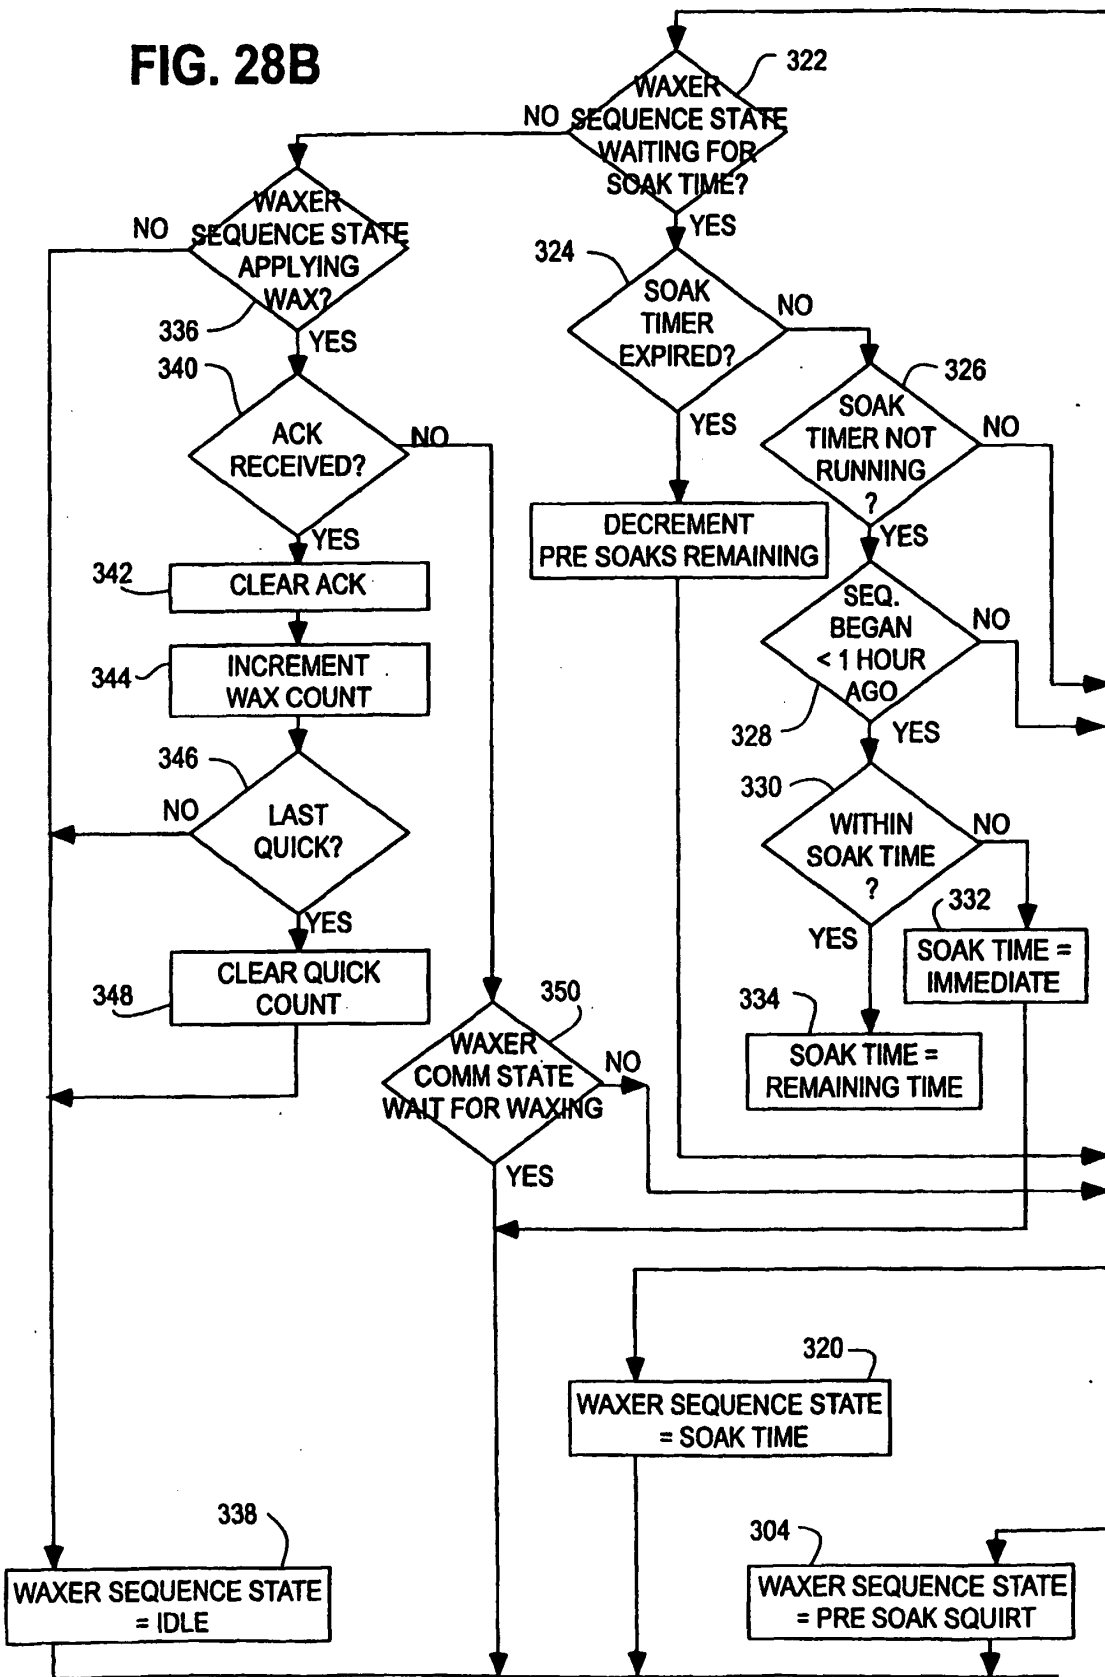 FIG. 28B
322
WAXER
SEQUENCE STATE
WAITING FOR
SOAK TIME?
NO
YES
WAXER
SEQUENCE STATE
APPLYING
WAX?
NO
336
YES
324
SOAK
TIMER
EXPIRED?
NO
YES
340
ACK
RECEIVED?
NO
YES
326
SOAK
TIMER NOT
RUNNING
?
NO
YES
DECREMENT
PRE SOAKS REMAINING
342
CLEAR ACK
344
INCREMENT
WAX COUNT
SEQ.
BEGAN
< 1 HOUR
AGO
NO
328
YES
346
LAST
QUICK?
NO
YES
330
WITHIN
SOAK TIME
?
NO
YES
332
SOAK TIME =
IMMEDIATE
348
CLEAR QUICK
COUNT
334
SOAK TIME =
REMAINING TIME
350
WAXER
COMM STATE
WAIT FOR WAXING
NO
YES
320
WAXER SEQUENCE STATE
= SOAK TIME
338
WAXER SEQUENCE STATE
= IDLE
304
WAXER SEQUENCE STATE
= PRE SOAK SQUIRT